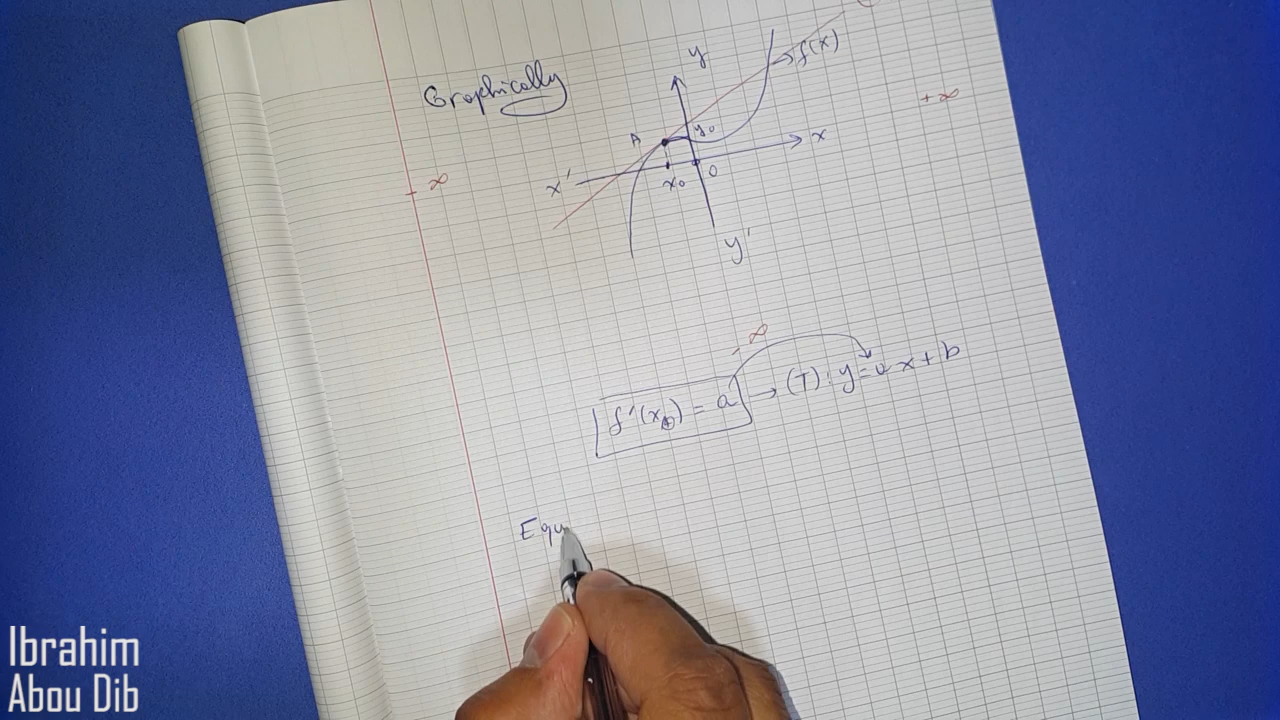 Graphically
y
f(x)
+ ∞
A
y₀
x
- ∞
x'
x₀
0
y'
- ∞
f'(x₀) = a → (T) : y = a x + b
Equ
Ibrahim
Abou Dib